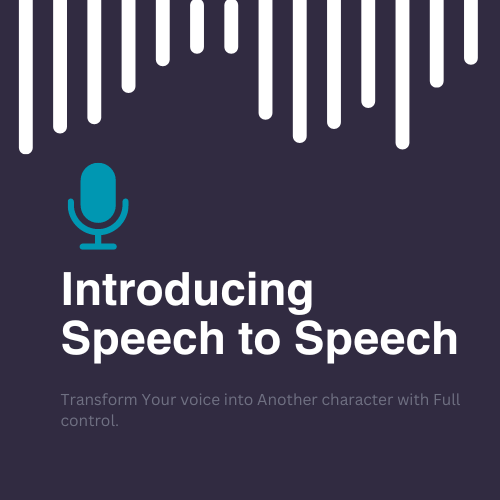 Introducing
Speech to Speech
Transform Your voice into Another character with Full
control.